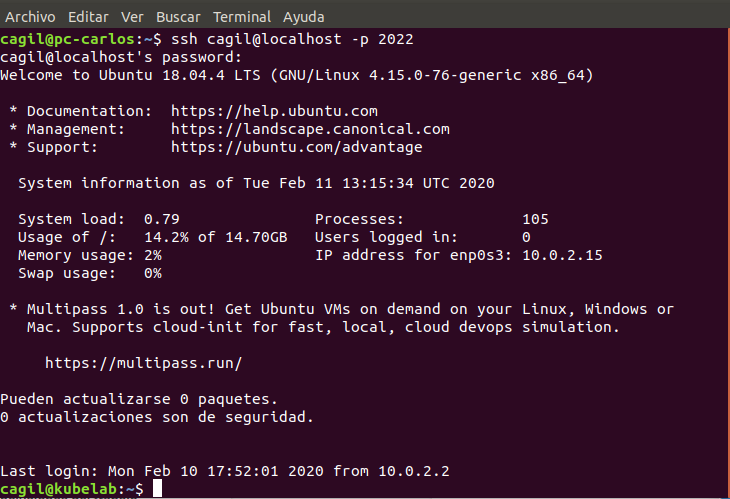 Archivo Editar Ver Buscar Terminal Ayuda
cagil@pc-carlos:~$ ssh cagil@localhost -p 2022
cagil@localhost's password:
Welcome to Ubuntu 18.04.4 LTS (GNU/Linux 4.15.0-76-generic x86_64)

 * Documentation:  https://help.ubuntu.com
 * Management:     https://landscape.canonical.com
 * Support:        https://ubuntu.com/advantage

  System information as of Tue Feb 11 13:15:34 UTC 2020

  System load:  0.79               Processes:             105
  Usage of /:   14.2% of 14.70GB   Users logged in:       0
  Memory usage: 2%                 IP address for enp0s3: 10.0.2.15
  Swap usage:   0%

 * Multipass 1.0 is out! Get Ubuntu VMs on demand on your Linux, Windows or
   Mac. Supports cloud-init for fast, local, cloud devops simulation.

     https://multipass.run/

Pueden actualizarse 0 paquetes.
0 actualizaciones son de seguridad.


Last login: Mon Feb 10 17:52:01 2020 from 10.0.2.2
cagil@kubelab:~$